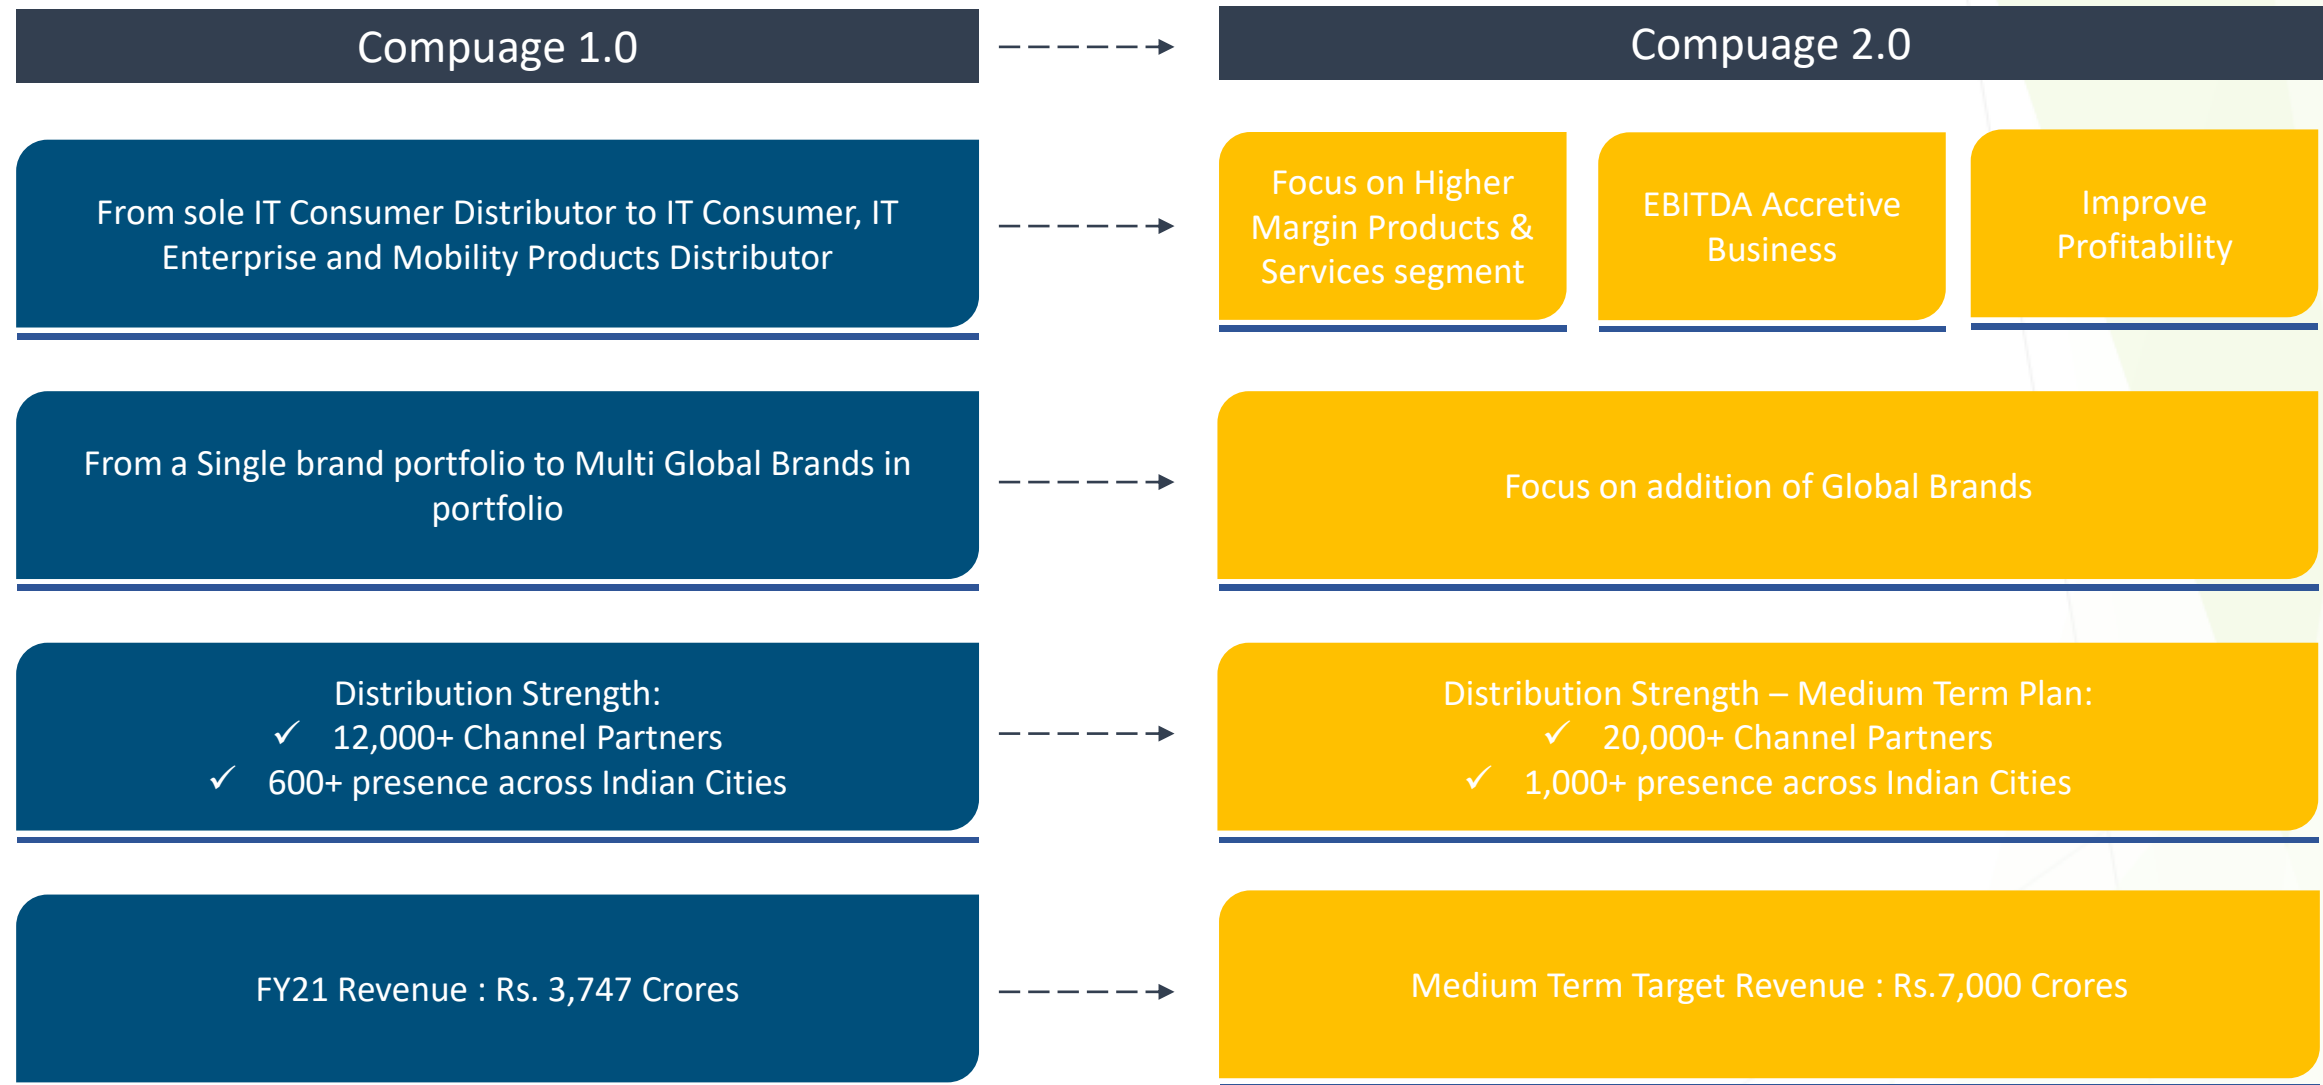 Compuage 1.0
Compuage 2.0
From sole IT Consumer Distributor to IT Consumer, IT
Enterprise and Mobility Products Distributor
Focus on Higher
Margin Products &
Services segment
EBITDA Accretive
Business
Improve
Profitability
From a Single brand portfolio to Multi Global Brands in
portfolio
Focus on addition of Global Brands
Distribution Strength:
✓ 12,000+ Channel Partners
✓ 600+ presence across Indian Cities
Distribution Strength – Medium Term Plan:
✓ 20,000+ Channel Partners
✓ 1,000+ presence across Indian Cities
FY21 Revenue : Rs. 3,747 Crores
Medium Term Target Revenue : Rs.7,000 Crores